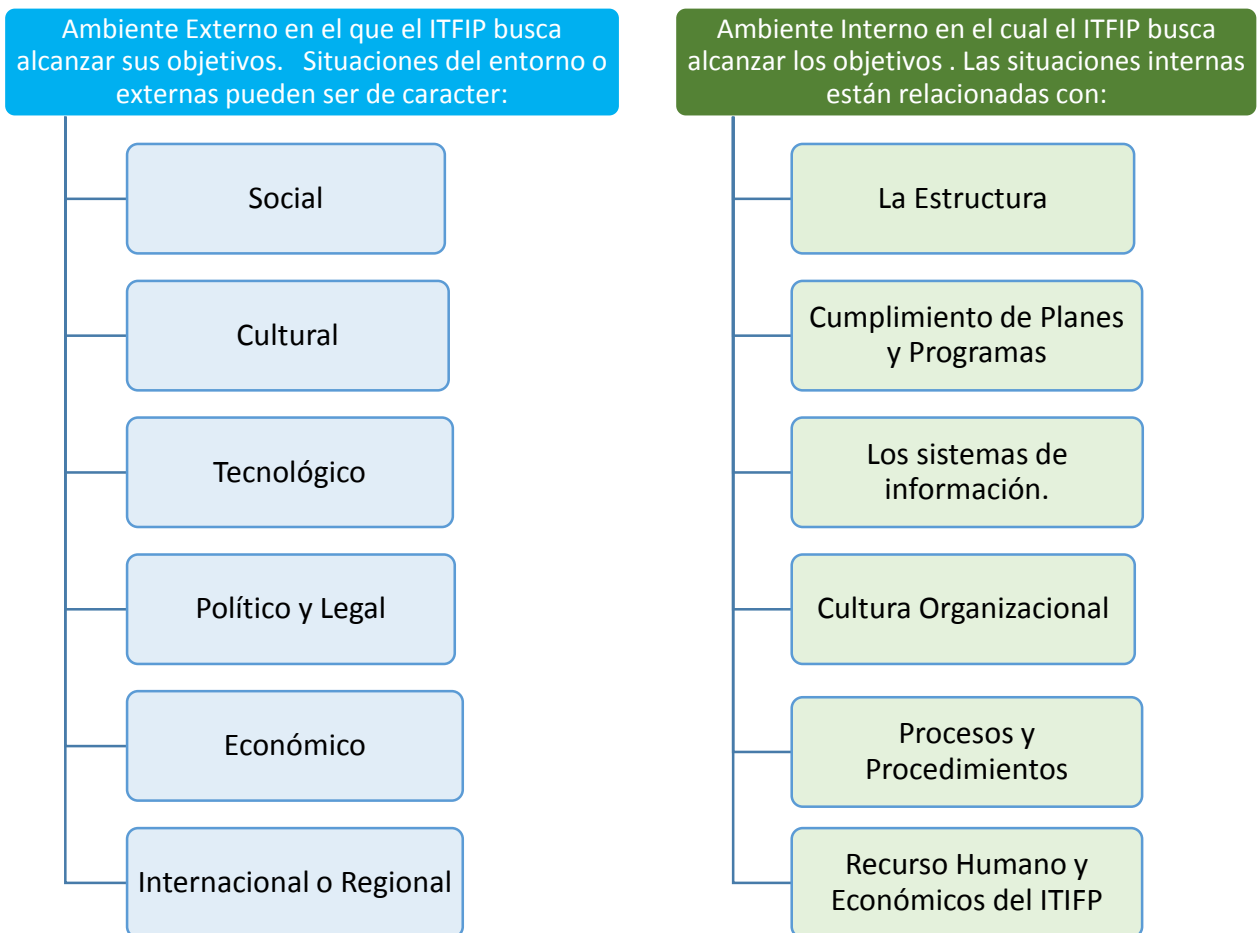 Ambiente Externo en el que el ITFIP busca
alcanzar sus objetivos.   Situaciones del entorno o
externas pueden ser de caracter:
Social
Cultural
Tecnológico
Político y Legal
Económico
Internacional o Regional
Ambiente Interno en el cual el ITFIP busca
alcanzar los objetivos . Las situaciones internas
están relacionadas con:
La Estructura
Cumplimiento de Planes
y Programas
Los sistemas de
información.
Cultura Organizacional
Procesos y
Procedimientos
Recurso Humano y
Económicos del ITIFP